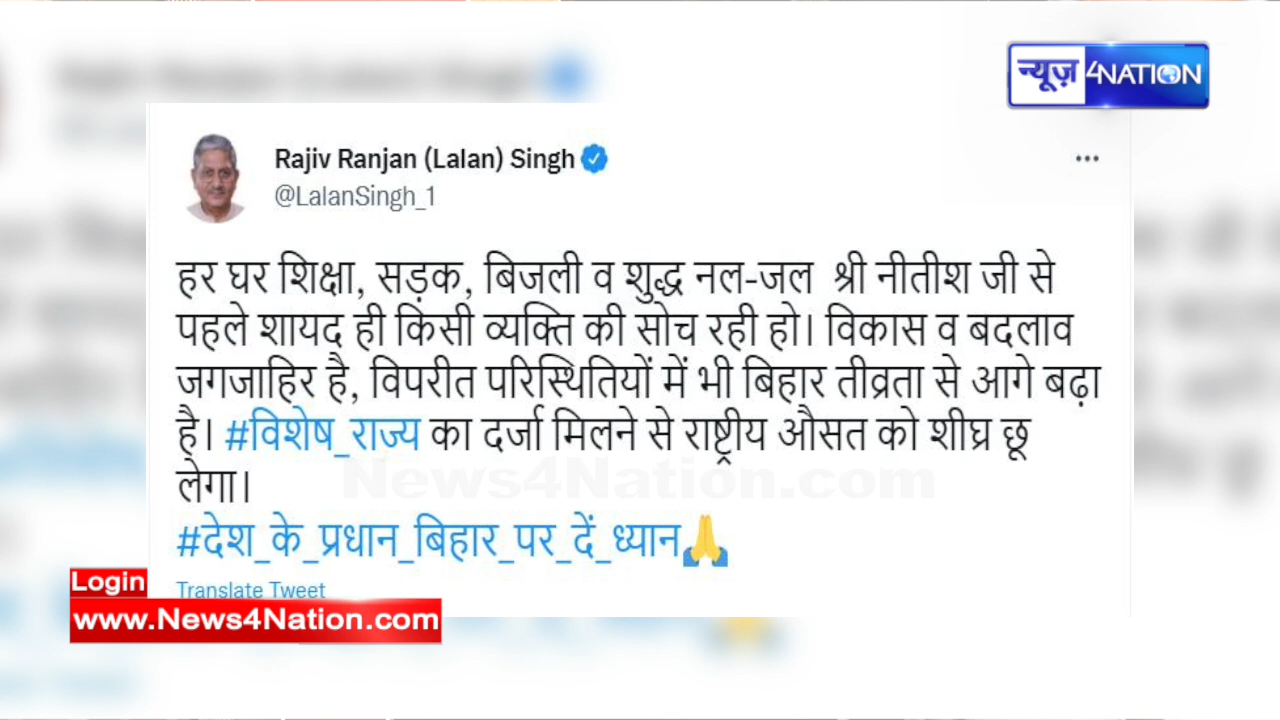 न्यूज़ 4NATION
Rajiv Ranjan (Lalan) Singh
@LalanSingh_1
हर घर शिक्षा, सड़क, बिजली व शुद्ध नल-जल श्री नीतीश जी से
पहले शायद ही किसी व्यक्ति की सोच रही हो। विकास व बदलाव
जगजाहिर है, विपरीत परिस्थितियों में भी बिहार तीव्रता से आगे बढ़ा
है। #विशेष_राज्य का दर्जा मिलने से राष्ट्रीय औसत को शीघ्र छू
लेगा।
News4Nation.com
#देश_के_प्रधान_बिहार_पर_दें_ध्यान🙏
Translate Tweet
Login
www.News4Nation.com